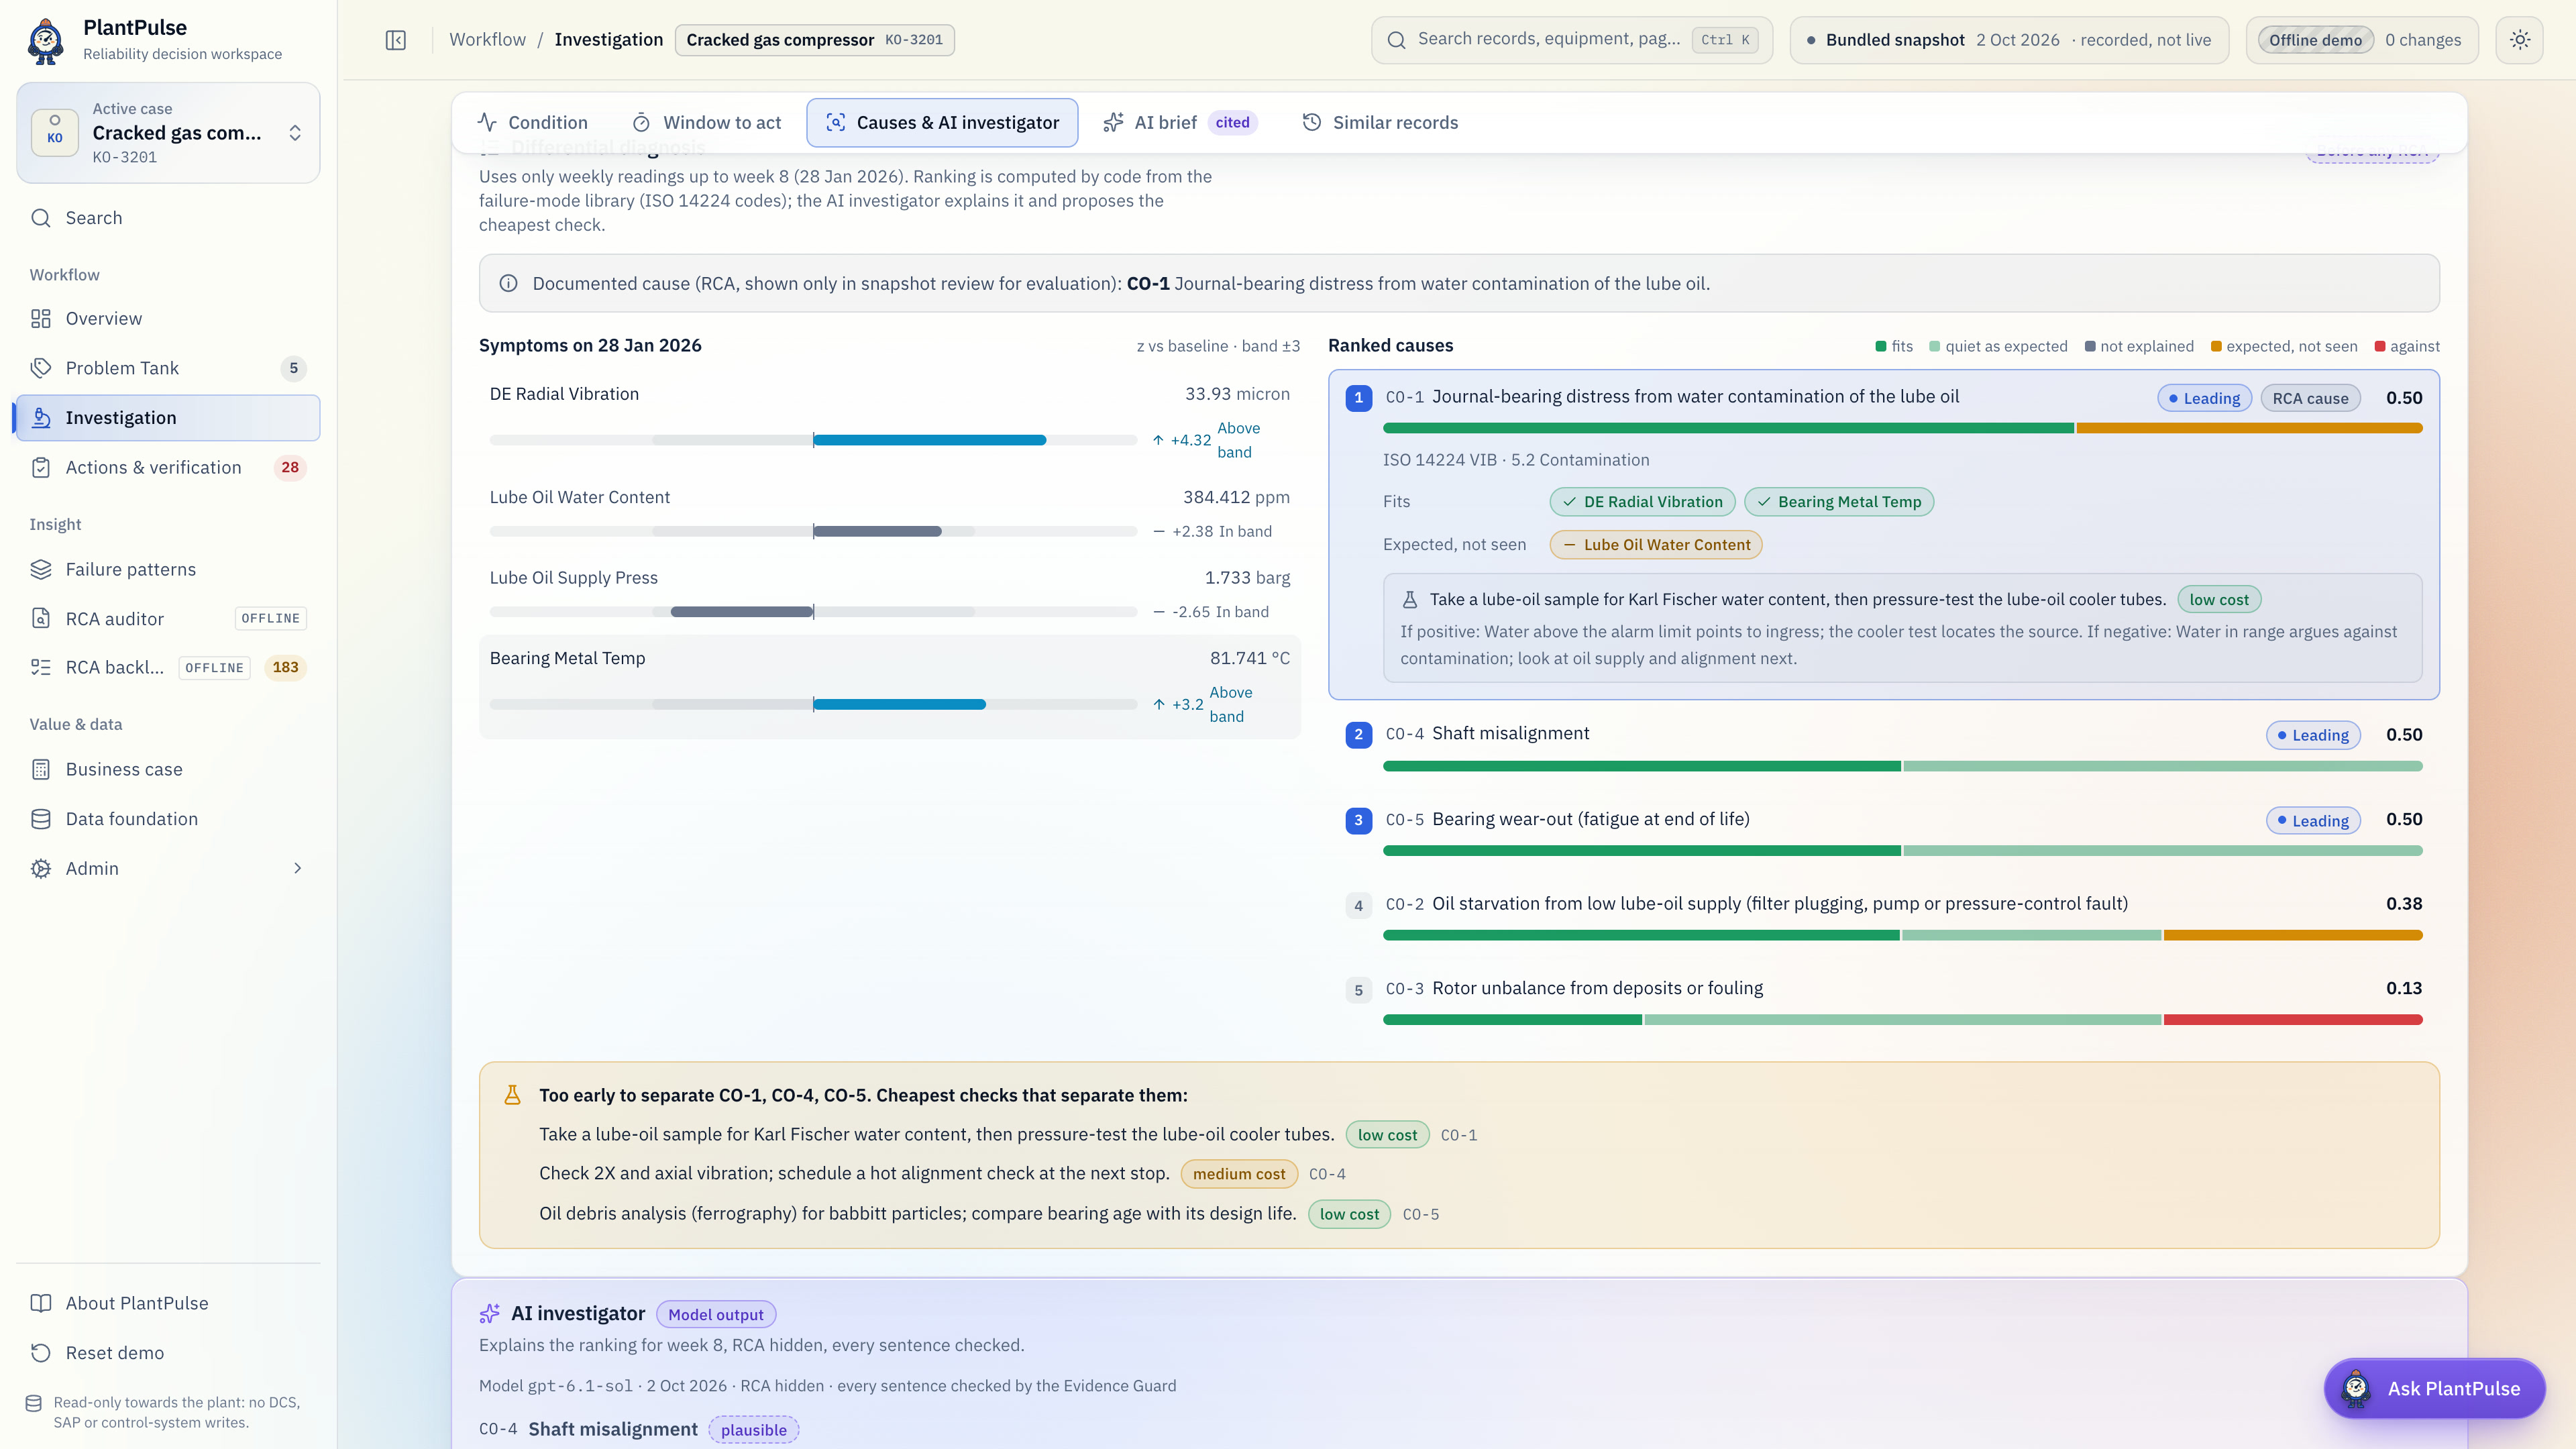 PlantPulse
Reliability decision workspace
Active case
KO
Cracked gas com...
KO-3201
Search
Workflow
Overview
Problem Tank 5
Investigation
Actions & verification 28
Insight
Failure patterns
RCA auditor OFFLINE
RCA backl... OFFLINE 183
Value & data
Business case
Data foundation
Admin
About PlantPulse
Reset demo
Read-only towards the plant: no DCS,
SAP or control-system writes.
Workflow / Investigation Cracked gas compressor KO-3201
Search records, equipment, pag... Ctrl K
Bundled snapshot 2 Oct 2026 · recorded, not live
Offline demo 0 changes
Condition
Window to act
Causes & AI investigator
AI brief cited
Similar records
Differential diagnosis
Before any RCA
Uses only weekly readings up to week 8 (28 Jan 2026). Ranking is computed by code from the
failure-mode library (ISO 14224 codes); the AI investigator explains it and proposes the
cheapest check.
Documented cause (RCA, shown only in snapshot review for evaluation): CO-1 Journal-bearing distress from water contamination of the lube oil.
Symptoms on 28 Jan 2026 z vs baseline · band ±3
DE Radial Vibration 33.93 micron
↑ +4.32 Above
band
Lube Oil Water Content 384.412 ppm
— +2.38 In band
Lube Oil Supply Press 1.733 barg
— -2.65 In band
Bearing Metal Temp 81.741 °C
↑ +3.2 Above
band
Ranked causes fits quiet as expected not explained expected, not seen against
1 CO-1 Journal-bearing distress from water contamination of the lube oil Leading RCA cause 0.50
ISO 14224 VIB · 5.2 Contamination
Fits DE Radial Vibration Bearing Metal Temp
Expected, not seen — Lube Oil Water Content
Take a lube-oil sample for Karl Fischer water content, then pressure-test the lube-oil cooler tubes. low cost
If positive: Water above the alarm limit points to ingress; the cooler test locates the source. If negative: Water in range argues against
contamination; look at oil supply and alignment next.
2 CO-4 Shaft misalignment Leading 0.50
3 CO-5 Bearing wear-out (fatigue at end of life) Leading 0.50
4 CO-2 Oil starvation from low lube-oil supply (filter plugging, pump or pressure-control fault) 0.38
5 CO-3 Rotor unbalance from deposits or fouling 0.13
Too early to separate CO-1, CO-4, CO-5. Cheapest checks that separate them:
Take a lube-oil sample for Karl Fischer water content, then pressure-test the lube-oil cooler tubes. low cost CO-1
Check 2X and axial vibration; schedule a hot alignment check at the next stop. medium cost CO-4
Oil debris analysis (ferrography) for babbitt particles; compare bearing age with its design life. low cost CO-5
AI investigator Model output
Explains the ranking for week 8, RCA hidden, every sentence checked.
Model gpt-6.1-sol · 2 Oct 2026 · RCA hidden · every sentence checked by the Evidence Guard
CO-4 Shaft misalignment plausible
Ask PlantPulse